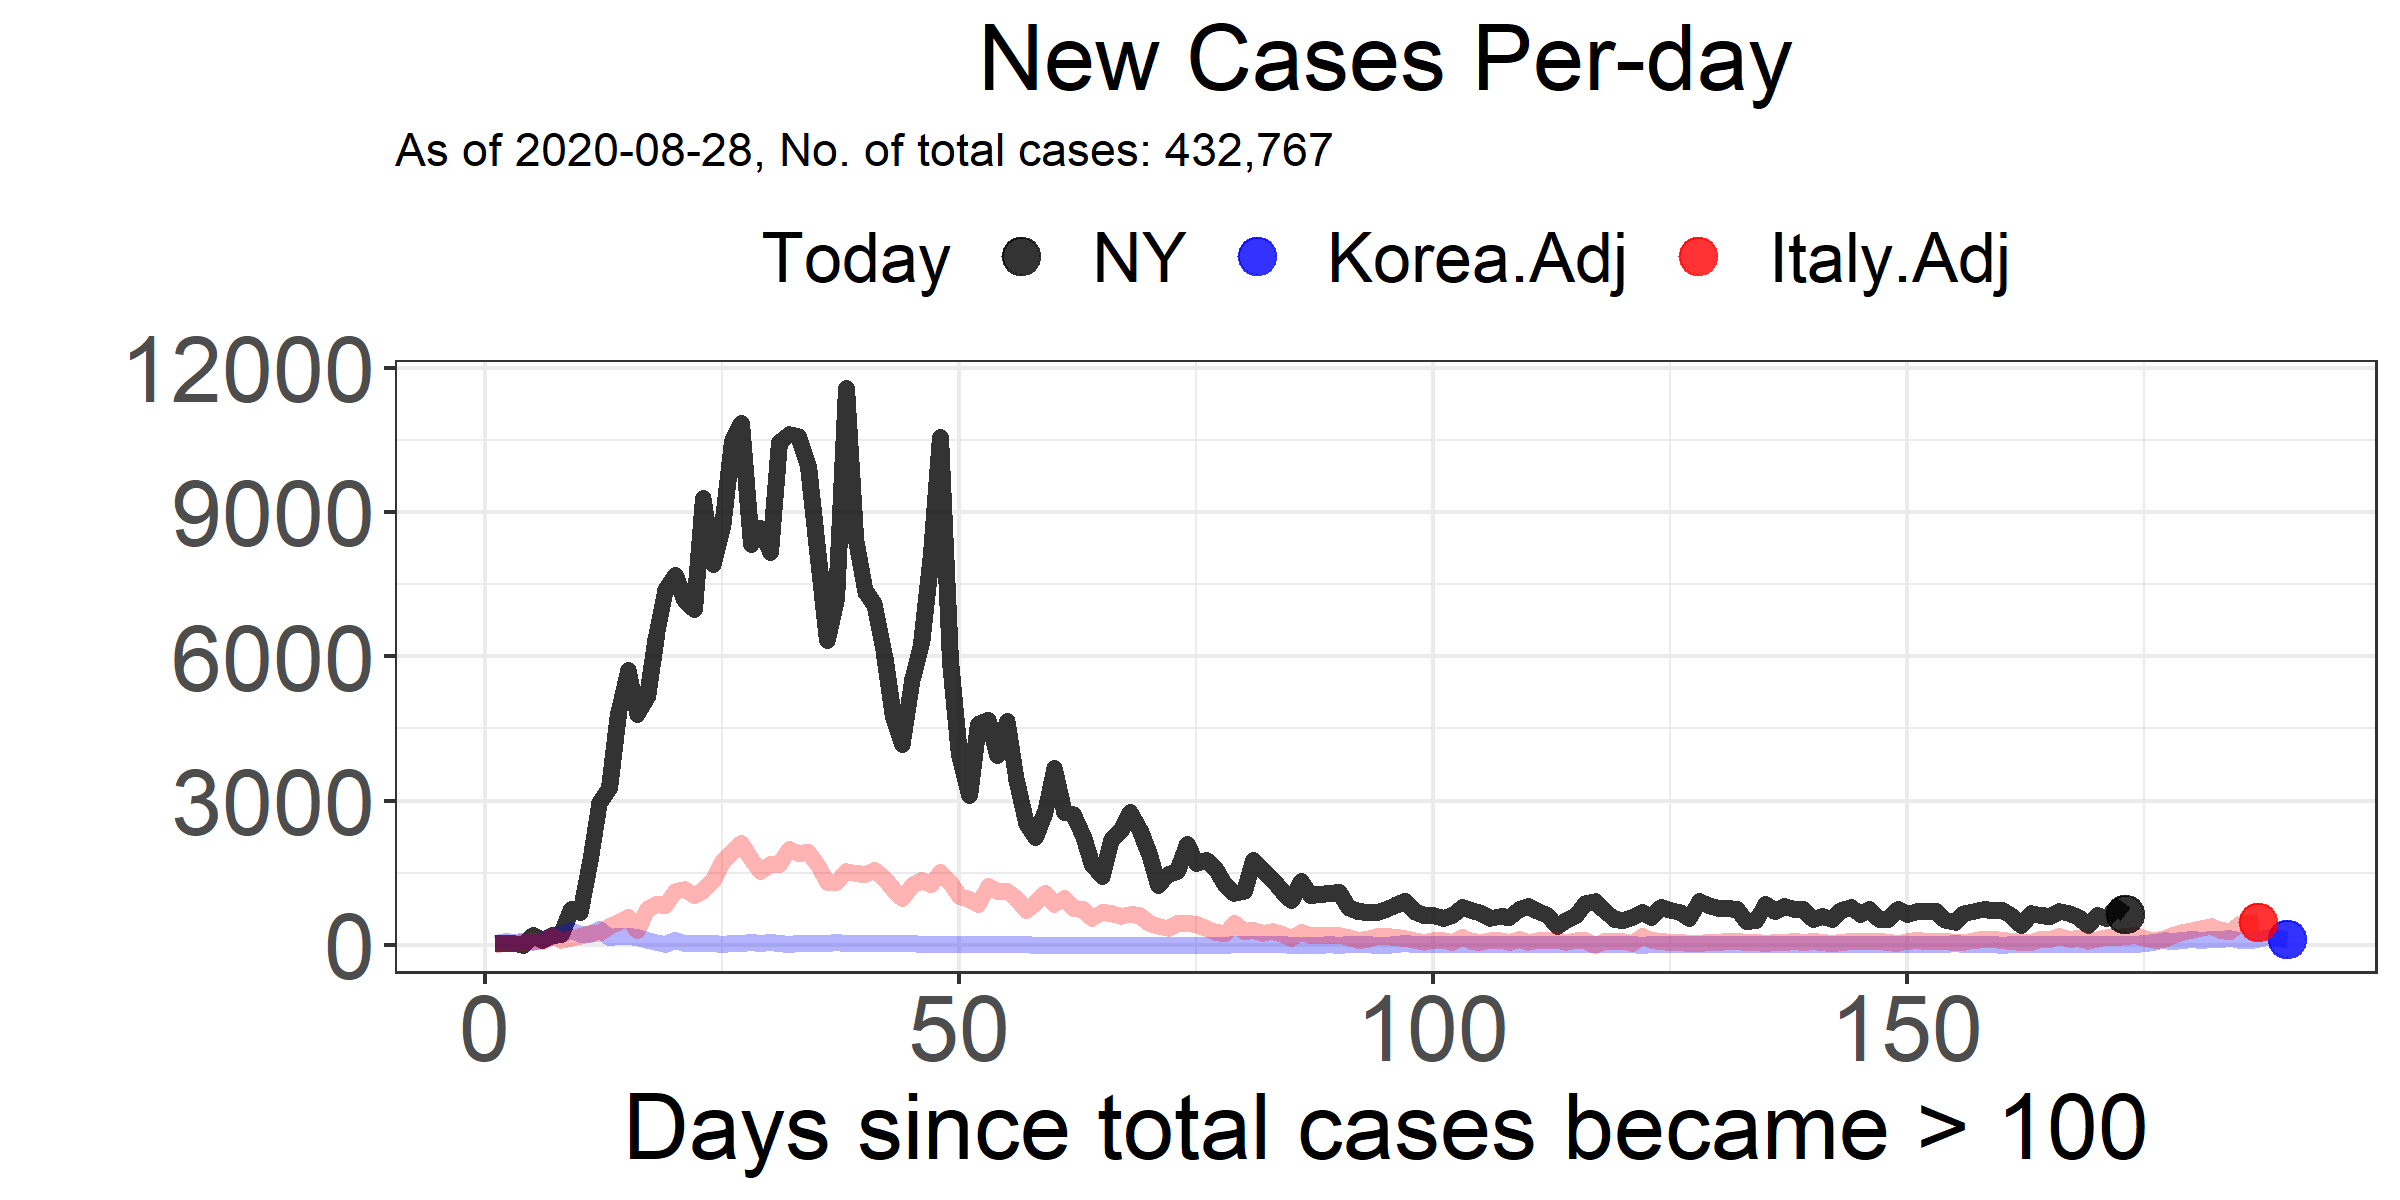 New Cases Per-day
As of 2020-08-28, No. of total cases: 432,767
Today NY Korea.Adj Italy.Adj
12000
9000
6000
3000
0
0 50 100 150
Days since total cases became > 100